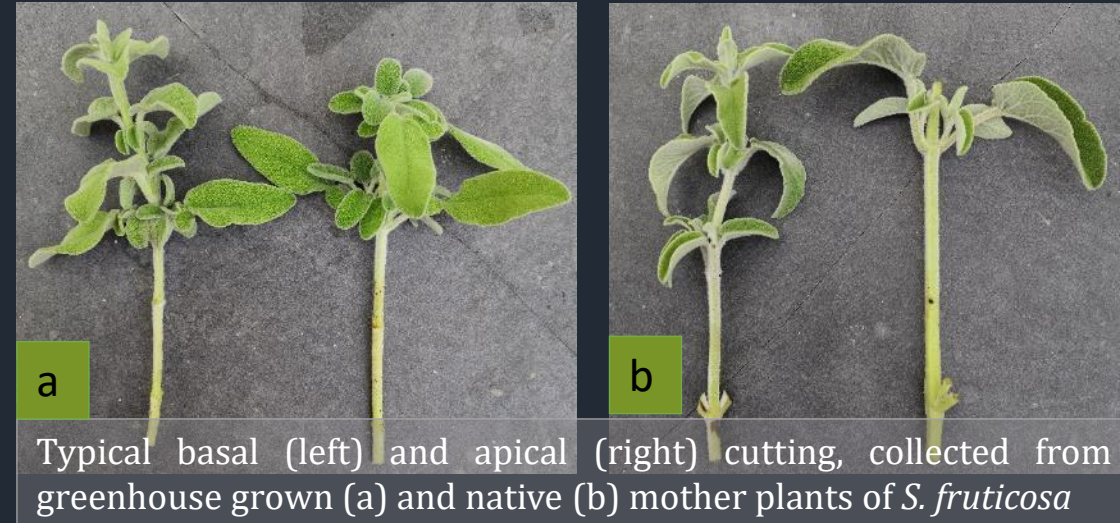 a
b
Typical basal (left) and apical (right) cutting, collected from
greenhouse grown (a) and native (b) mother plants of S. fruticosa